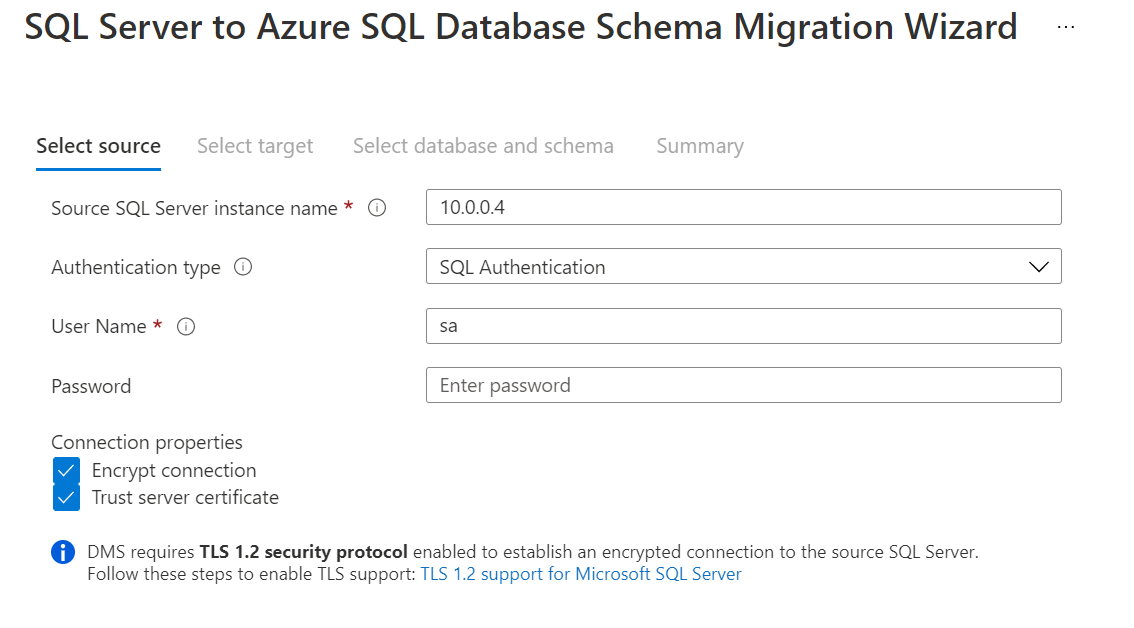 SQL Server to Azure SQL Database Schema Migration Wizard ...
Select source Select target Select database and schema Summary
Source SQL Server instance name * 10.0.0.4
Authentication type SQL Authentication
User Name * sa
Password Enter password
Connection properties
Encrypt connection
Trust server certificate
DMS requires TLS 1.2 security protocol enabled to establish an encrypted connection to the source SQL Server.
Follow these steps to enable TLS support: TLS 1.2 support for Microsoft SQL Server